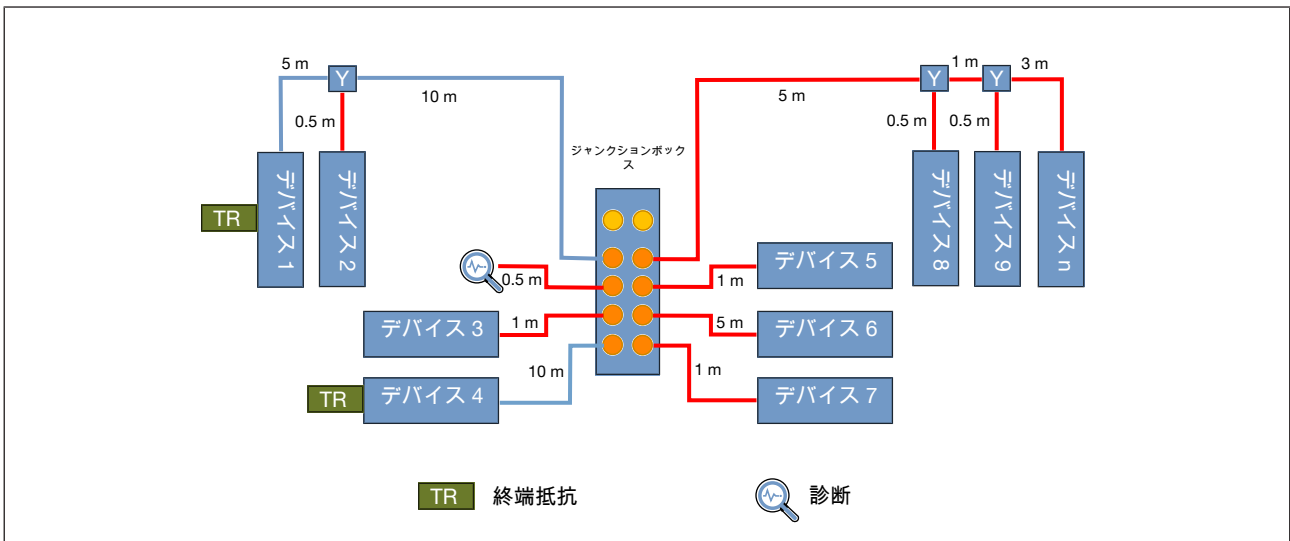 5 m
Y
10 m
0.5 m
デバイス 1
デバイス 2
TR
ジャンクションボック
ス
5 m
Y
1 m
Y
3 m
0.5 m
0.5 m
デバイス 8
デバイス 9
デバイス n
0.5 m
デバイス 3
1 m
TR
デバイス 4
10 m
デバイス 5
1 m
デバイス 6
5 m
デバイス 7
1 m
TR 終端抵抗
診断